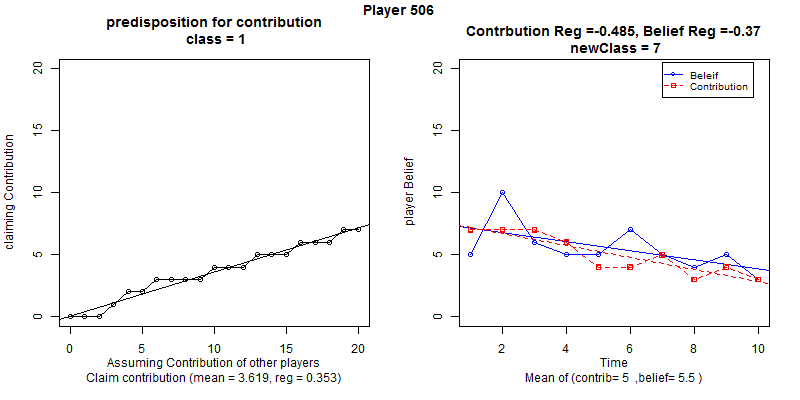 Player 506
predisposition for contribution
class = 1
claiming Contribution
20
15
10
5
0
0 5 10 15 20
Assuming Contribution of other players
Claim contribution (mean = 3.619, reg = 0.353)
Contrbution Reg =-0.485, Belief Reg =-0.37
newClass = 7
player Belief
20
15
10
5
0
Beleif
Contribution
2 4 6 8 10
Time
Mean of (contrib= 5 ,belief= 5.5 )